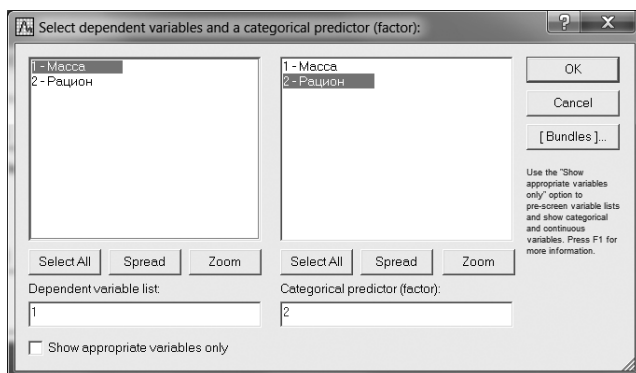 Select dependent variables and a categorical predictor (factor):
1 - Масса
2 - Рацион
1 - Масса
2 - Рацион
OK
Cancel
[ Bundles ]...
Use the "Show
appropriate variables
only" option to
pre-screen variable lists
and show categorical
and continuous
variables. Press F1 for
more information.
Select All
Spread
Zoom
Select All
Spread
Zoom
Dependent variable list:
Categorical predictor (factor):
1
2
Show appropriate variables only